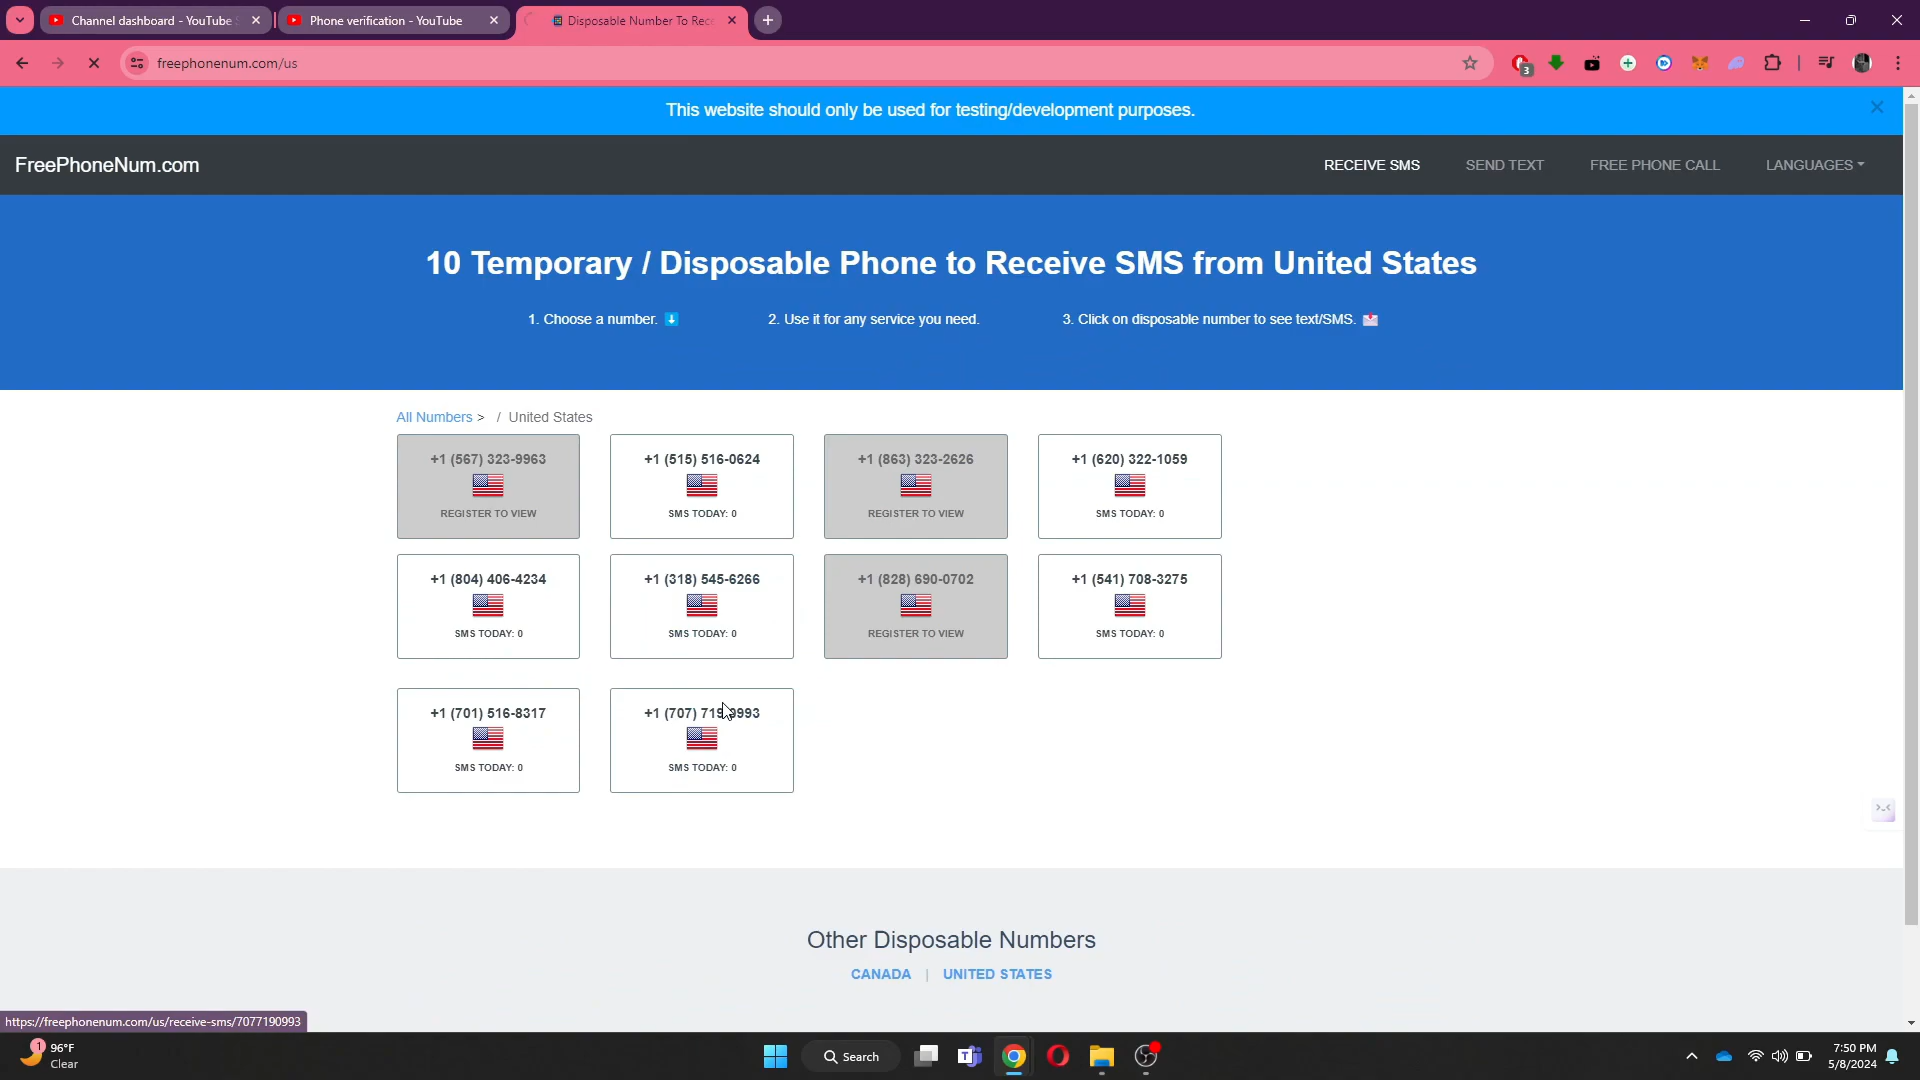 Channel dashboard - YouTube S
Phone verification - YouTube
Disposable Number To Rece
freephonenum.com/us
3
This website should only be used for testing/development purposes.
FreePhoneNum.com
RECEIVE SMS
SEND TEXT
FREE PHONE CALL
LANGUAGES
10 Temporary / Disposable Phone to Receive SMS from United States
1. Choose a number.
2. Use it for any service you need.
3. Click on disposable number to see text/SMS.
All Numbers > / United States
+1 (567) 323-9963
REGISTER TO VIEW
+1 (515) 516-0624
SMS TODAY: 0
+1 (863) 323-2626
REGISTER TO VIEW
+1 (620) 322-1059
SMS TODAY: 0
+1 (804) 406-4234
SMS TODAY: 0
+1 (318) 545-6266
SMS TODAY: 0
+1 (828) 690-0702
REGISTER TO VIEW
+1 (541) 708-3275
SMS TODAY: 0
+1 (701) 516-8317
SMS TODAY: 0
+1 (707) 719-0993
SMS TODAY: 0
Other Disposable Numbers
CANADA | UNITED STATES
https://freephonenum.com/us/receive-sms/7077190993
1
96°F
Clear
Search
7:50 PM
5/8/2024